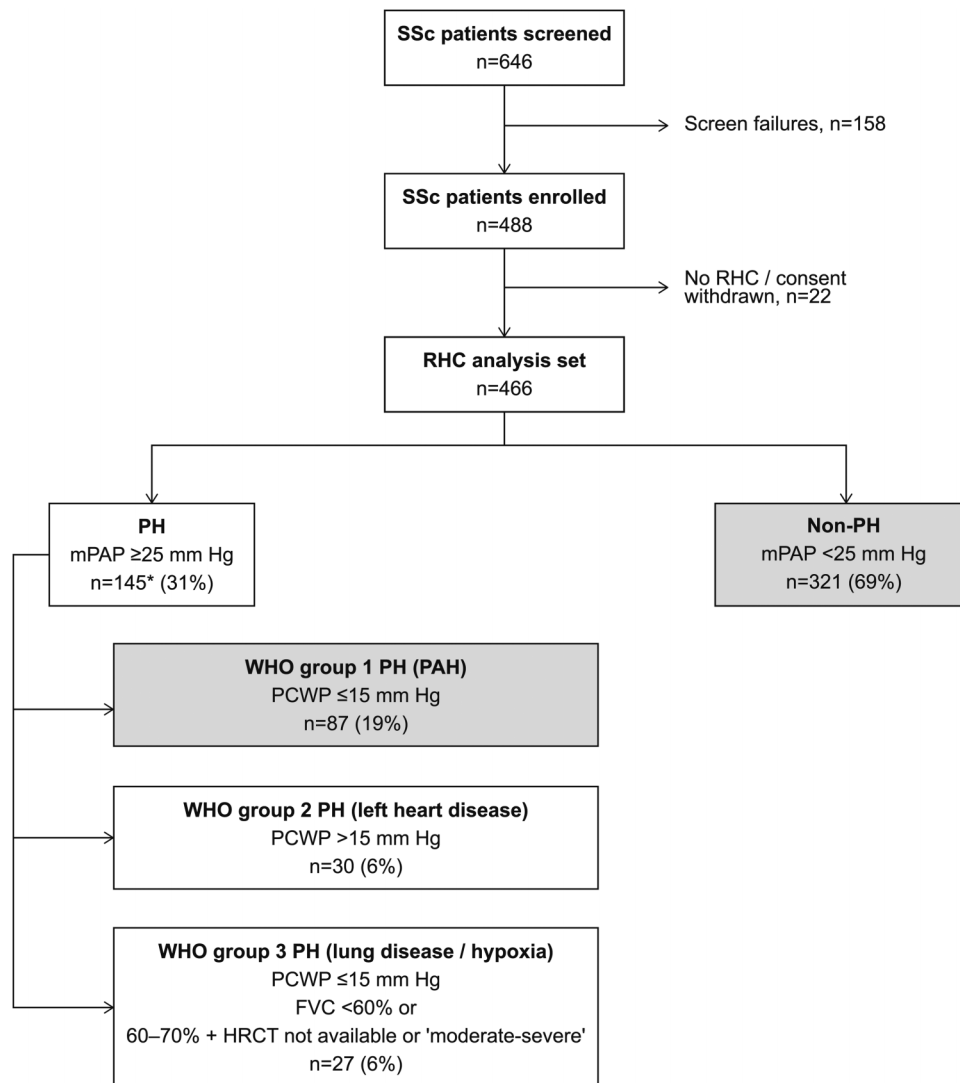 SSc patients screened
n=646
Screen failures, n=158
SSc patients enrolled
n=488
No RHC / consent
withdrawn, n=22
RHC analysis set
n=466
PH
mPAP ≥25 mm Hg
n=145* (31%)
Non-PH
mPAP <25 mm Hg
n=321 (69%)
WHO group 1 PH (PAH)
PCWP ≤15 mm Hg
n=87 (19%)
WHO group 2 PH (left heart disease)
PCWP >15 mm Hg
n=30 (6%)
WHO group 3 PH (lung disease / hypoxia)
PCWP ≤15 mm Hg
FVC <60% or
60–70% + HRCT not available or 'moderate-severe'
n=27 (6%)